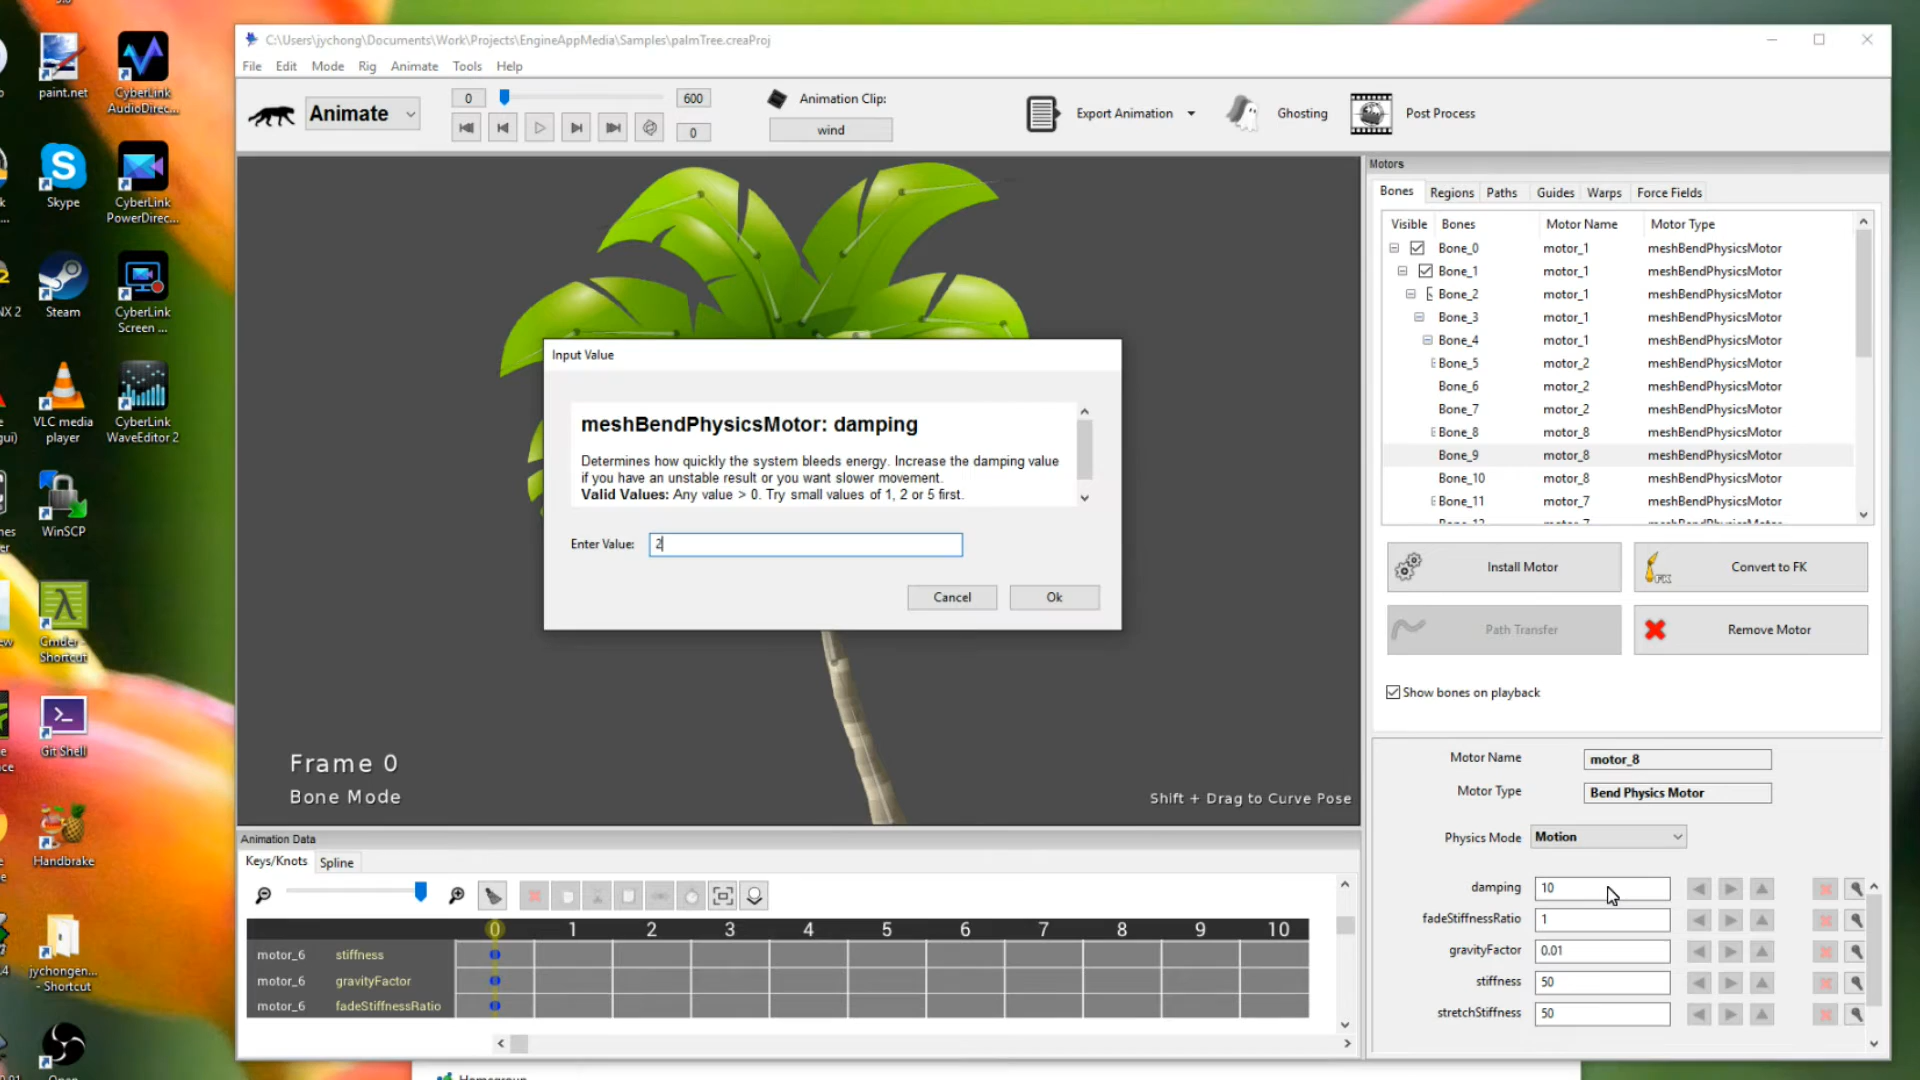 C:\Users\jychong\Documents\Work\Projects\EngineAppMedia\Samples\palmTree.creaProj
File Edit Mode Rig Animate Tools Help
Animate
0
600
0
Animation Clip:
wind
Export Animation
Ghosting
Post Process
paint.net
CyberLink
AudioDirec...
Skype
CyberLink
PowerDirec...
NX 2
Steam
CyberLink
Screen ...
gui)
VLC media
player
CyberLink
WaveEditor 2
WinSCP
Cmder -
Shortcut
Git Shell
Handbrake
jychongen...
- Shortcut
Open
Input Value
meshBendPhysicsMotor: damping
Determines how quickly the system bleeds energy. Increase the damping value
if you have an unstable result or you want slower movement.
Valid Values: Any value > 0. Try small values of 1, 2 or 5 first.
Enter Value: 2
Cancel Ok
Frame 0
Bone Mode
Shift + Drag to Curve Pose
Motors
Bones Regions Paths Guides Warps Force Fields
Visible Bones Motor Name Motor Type
Bone_0 motor_1 meshBendPhysicsMotor
Bone_1 motor_1 meshBendPhysicsMotor
Bone_2 motor_1 meshBendPhysicsMotor
Bone_3 motor_1 meshBendPhysicsMotor
Bone_4 motor_1 meshBendPhysicsMotor
Bone_5 motor_2 meshBendPhysicsMotor
Bone_6 motor_2 meshBendPhysicsMotor
Bone_7 motor_2 meshBendPhysicsMotor
Bone_8 motor_8 meshBendPhysicsMotor
Bone_9 motor_8 meshBendPhysicsMotor
Bone_10 motor_8 meshBendPhysicsMotor
Bone_11 motor_7 meshBendPhysicsMotor
Install Motor
Convert to FK
Path Transfer
Remove Motor
Show bones on playback
Motor Name motor_8
Motor Type Bend Physics Motor
Physics Mode Motion
damping 10
fadeStiffnessRatio 1
gravityFactor 0.01
stiffness 50
stretchStiffness 50
Animation Data
Keys/Knots Spline
0 1 2 3 4 5 6 7 8 9 10
motor_6 stiffness
motor_6 gravityFactor
motor_6 fadeStiffnessRatio
Homegroup